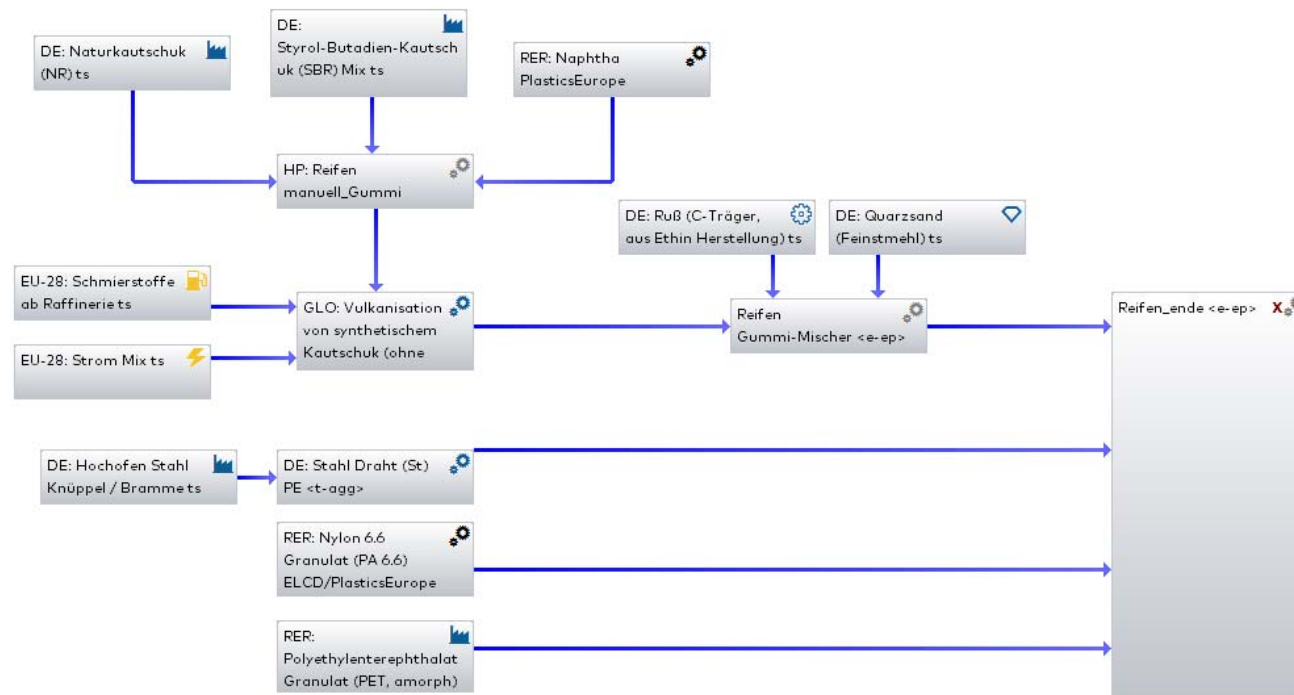 DE: Naturkautschuk
(NR) ts
DE:
Styrol-Butadien-Kautsch
uk (SBR) Mix ts
RER: Naphtha
PlasticsEurope
HP: Reifen
manuell_Gummi
DE: Ruß (C-Träger,
aus Ethin Herstellung) ts
DE: Quarzsand
(Feinstmehl) ts
EU-28: Schmierstoffe
ab Raffinerie ts
GLO: Vulkanisation
von synthetischem
Kautschuk (ohne
Reifen
Gummi-Mischer <e-ep>
Reifen_ende <e-ep>
X
EU-28: Strom Mix ts
DE: Hochofen Stahl
Knüppel / Bramme ts
DE: Stahl Draht (St)
PE <t-agg>
RER: Nylon 6.6
Granulat (PA 6.6)
ELCD/PlasticsEurope
RER:
Polyethylenterephthalat
Granulat (PET, amorph)